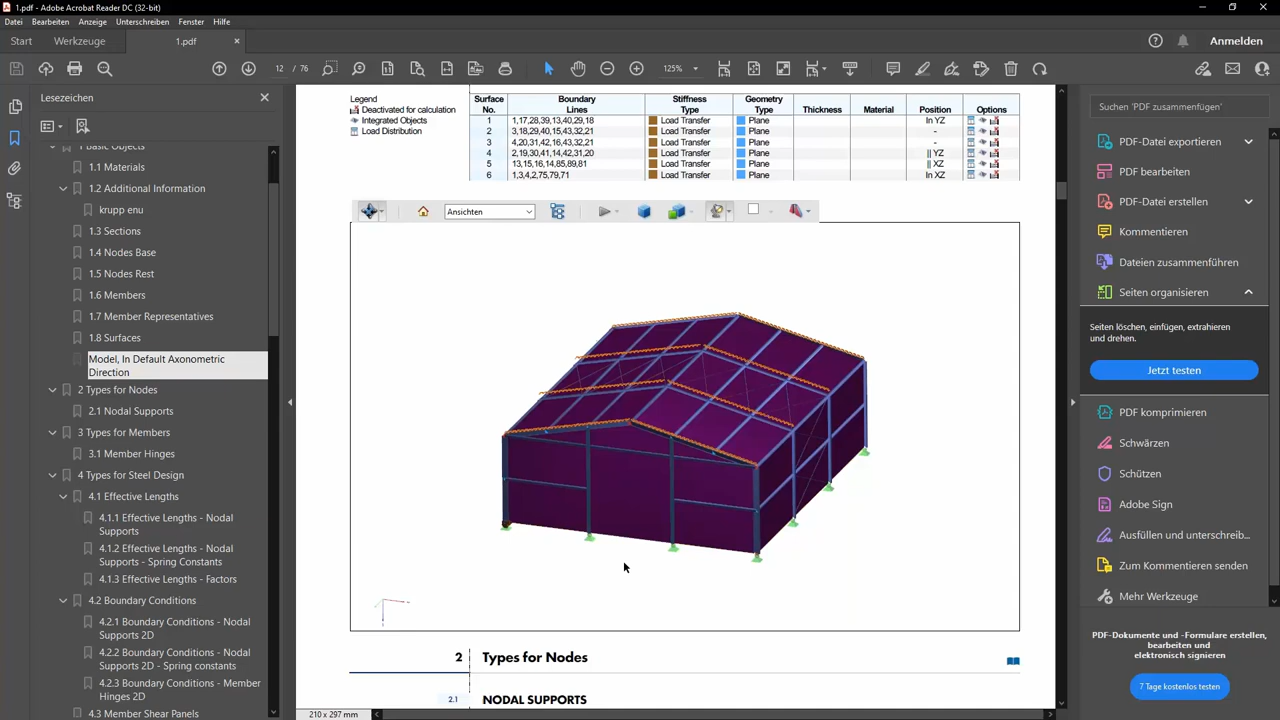 1.pdf - Adobe Acrobat Reader DC (32-bit)
Datei Bearbeiten Anzeige Unterschreiben Fenster Hilfe
Start Werkzeuge 1.pdf Anmelden
12 / 76 125%
Lesezeichen
1 Basic Objects
1.1 Materials
1.2 Additional Information
krupp enu
1.3 Sections
1.4 Nodes Base
1.5 Nodes Rest
1.6 Members
1.7 Member Representatives
1.8 Surfaces
Model, In Default Axonometric
Direction
2 Types for Nodes
2.1 Nodal Supports
3 Types for Members
3.1 Member Hinges
4 Types for Steel Design
4.1 Effective Lengths
4.1.1 Effective Lengths - Nodal
Supports
4.1.2 Effective Lengths - Nodal
Supports - Spring Constants
4.1.3 Effective Lengths - Factors
4.2 Boundary Conditions
4.2.1 Boundary Conditions - Nodal
Supports 2D
4.2.2 Boundary Conditions - Nodal
Supports 2D - Spring constants
4.2.3 Boundary Conditions - Member
Hinges 2D
4.3 Member Shear Panels
Legend
Deactivated for calculation
Integrated Objects
Load Distribution
Surface Boundary Stiffness Geometry
No. Lines Type Type Thickness Material Position Options
1 1,17,28,39,13,40,29,18 Load Transfer Plane In YZ
2 3,18,29,40,15,43,32,21 Load Transfer Plane -
3 4,20,31,42,16,43,32,21 Load Transfer Plane -
4 2,19,30,41,14,42,31,20 Load Transfer Plane || YZ
5 13,15,16,14,85,89,81 Load Transfer Plane || XZ
6 1,3,4,2,75,79,71 Load Transfer Plane In XZ
Ansichten
2 Types for Nodes
2.1 NODAL SUPPORTS
210 x 297 mm
Suchen 'PDF zusammenfügen'
PDF-Datei exportieren
PDF bearbeiten
PDF-Datei erstellen
Kommentieren
Dateien zusammenführen
Seiten organisieren
Seiten löschen, einfügen, extrahieren
und drehen.
Jetzt testen
PDF komprimieren
Schwärzen
Schützen
Adobe Sign
Ausfüllen und unterschreib...
Zum Kommentieren senden
Mehr Werkzeuge
PDF-Dokumente und -Formulare erstellen,
bearbeiten und
elektronisch signieren
7 Tage kostenlos testen